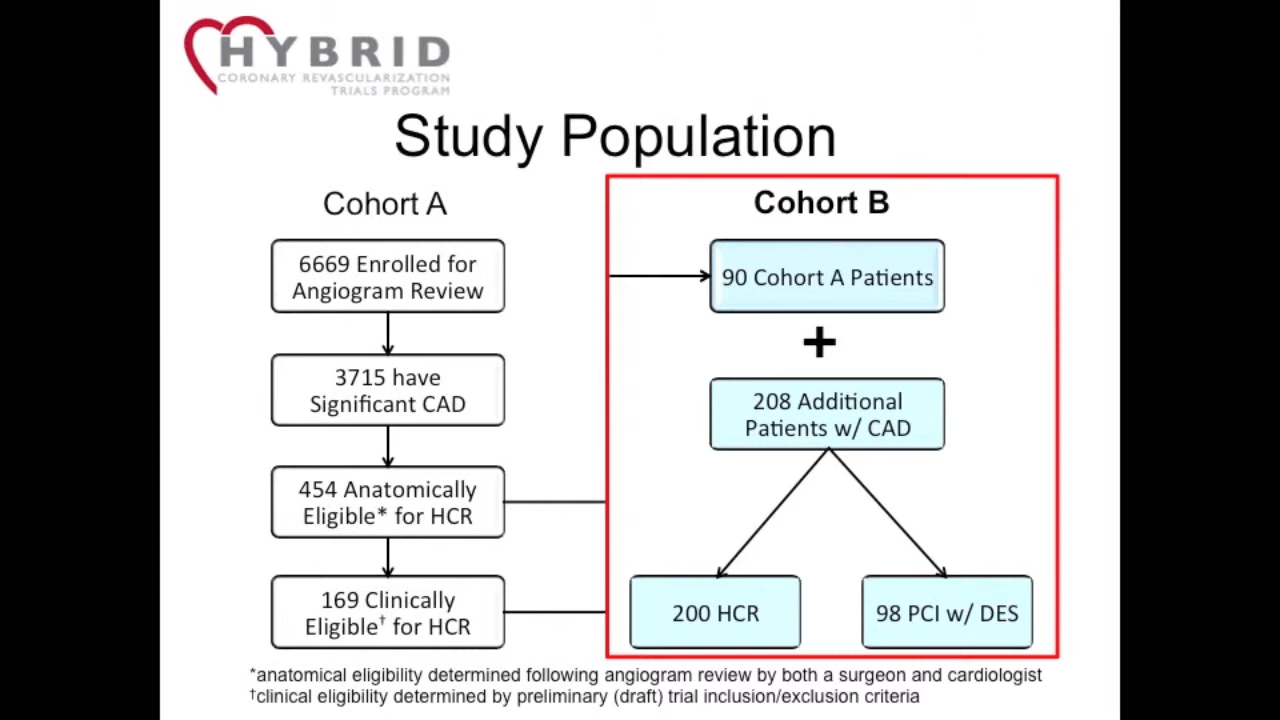 HYBRID
CORONARY REVASCULARIZATION
TRIALS PROGRAM
Study Population
Cohort A
6669 Enrolled for
Angiogram Review
3715 have
Significant CAD
454 Anatomically
Eligible* for HCR
169 Clinically
Eligible† for HCR
Cohort B
90 Cohort A Patients
+
208 Additional
Patients w/ CAD
200 HCR
98 PCI w/ DES
*anatomical eligibility determined following angiogram review by both a surgeon and cardiologist
†clinical eligibility determined by preliminary (draft) trial inclusion/exclusion criteria